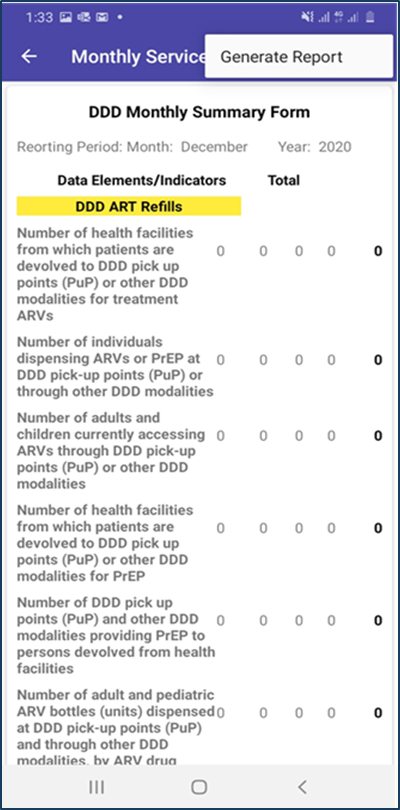 1:33
Monthly Service
Generate Report
DDD Monthly Summary Form
Reorting Period: Month: December Year: 2020
Data Elements/Indicators Total
DDD ART Refills
Number of health facilities
from which patients are
devolved to DDD pick up
points (PuP) or other DDD
modalities for treatment
ARVs
0 0 0 0 0
Number of individuals
dispensing ARVs or PrEP at
DDD pick-up points (PuP) or
through other DDD modalities
0 0 0 0 0
Number of adults and
children currently accessing
ARVs through DDD pick-up
points (PuP) or other DDD
modalities
0 0 0 0 0
Number of health facilities
from which patients are
devolved to DDD pick up
points (PuP) or other DDD
modalities for PrEP
0 0 0 0 0
Number of DDD pick up
points (PuP) and other DDD
modalities providing PrEP to
persons devolved from health
facilities
0 0 0 0 0
Number of adult and pediatric
ARV bottles (units) dispensed
at DDD pick-up points (PuP)
and through other DDD
modalities, by ARV drug
0 0 0 0 0